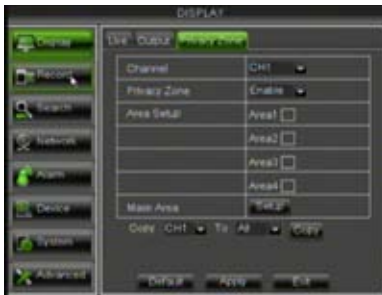 DISPLAY
Display
Live Output Privacy Zone
Record
Channel CH1
Privacy Zone Enable
Search
Area Setup Area1
Network
Area2
Area3
Alarm
Area4
Device
Mask Area Setup
Copy CH1 To All Copy
System
Advanced
Default Apply Exit